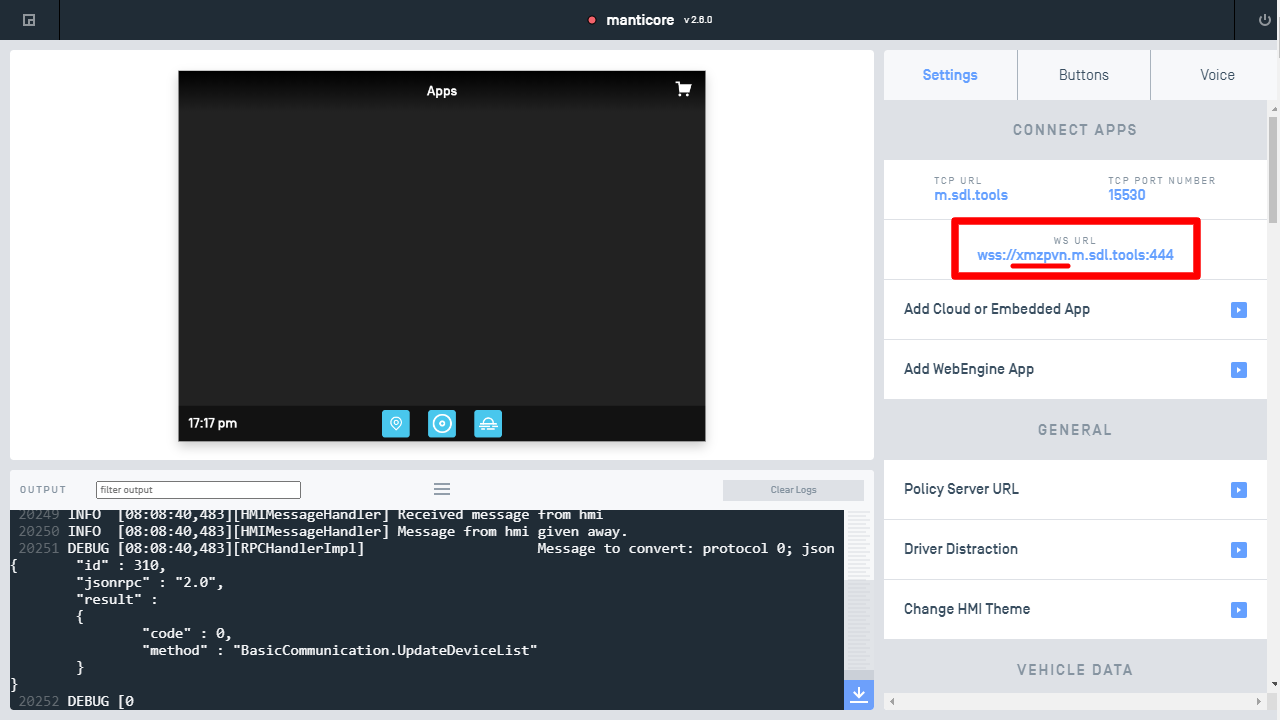 manticore v 2.6.0
Apps
17:17 pm
Settings
Buttons
Voice
CONNECT APPS
TCP URL
m.sdl.tools
TCP PORT NUMBER
15530
WS URL
wss://xmzpvn.m.sdl.tools:444
Add Cloud or Embedded App
Add WebEngine App
GENERAL
Policy Server URL
Driver Distraction
Change HMI Theme
VEHICLE DATA
OUTPUT
filter output
Clear Logs
20249 INFO [08:08:40,483][HMIMessageHandler] Received message from hmi
20250 INFO [08:08:40,483][HMIMessageHandler] Message from hmi given away.
20251 DEBUG [08:08:40,483][RPCHandlerImpl] Message to convert: protocol 0; json
{ "id" : 310,
"jsonrpc" : "2.0",
"result" :
{
"code" : 0,
"method" : "BasicCommunication.UpdateDeviceList"
}
}
20252 DEBUG [0